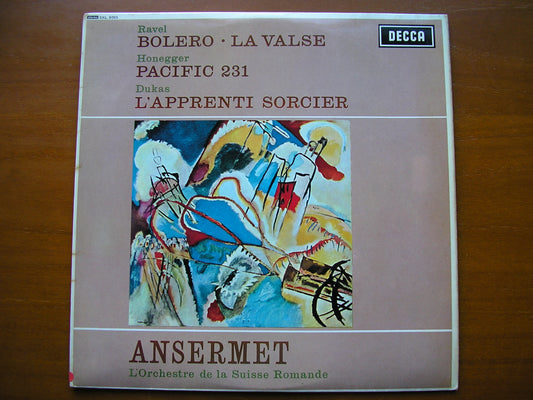 Ravel
BOLERO · LA VALSE
DECCA
Honegger
PACIFIC 231
Dukas
L'APPRENTI SORCIER
ANSERMET
L'Orchestre de la Suisse Romande